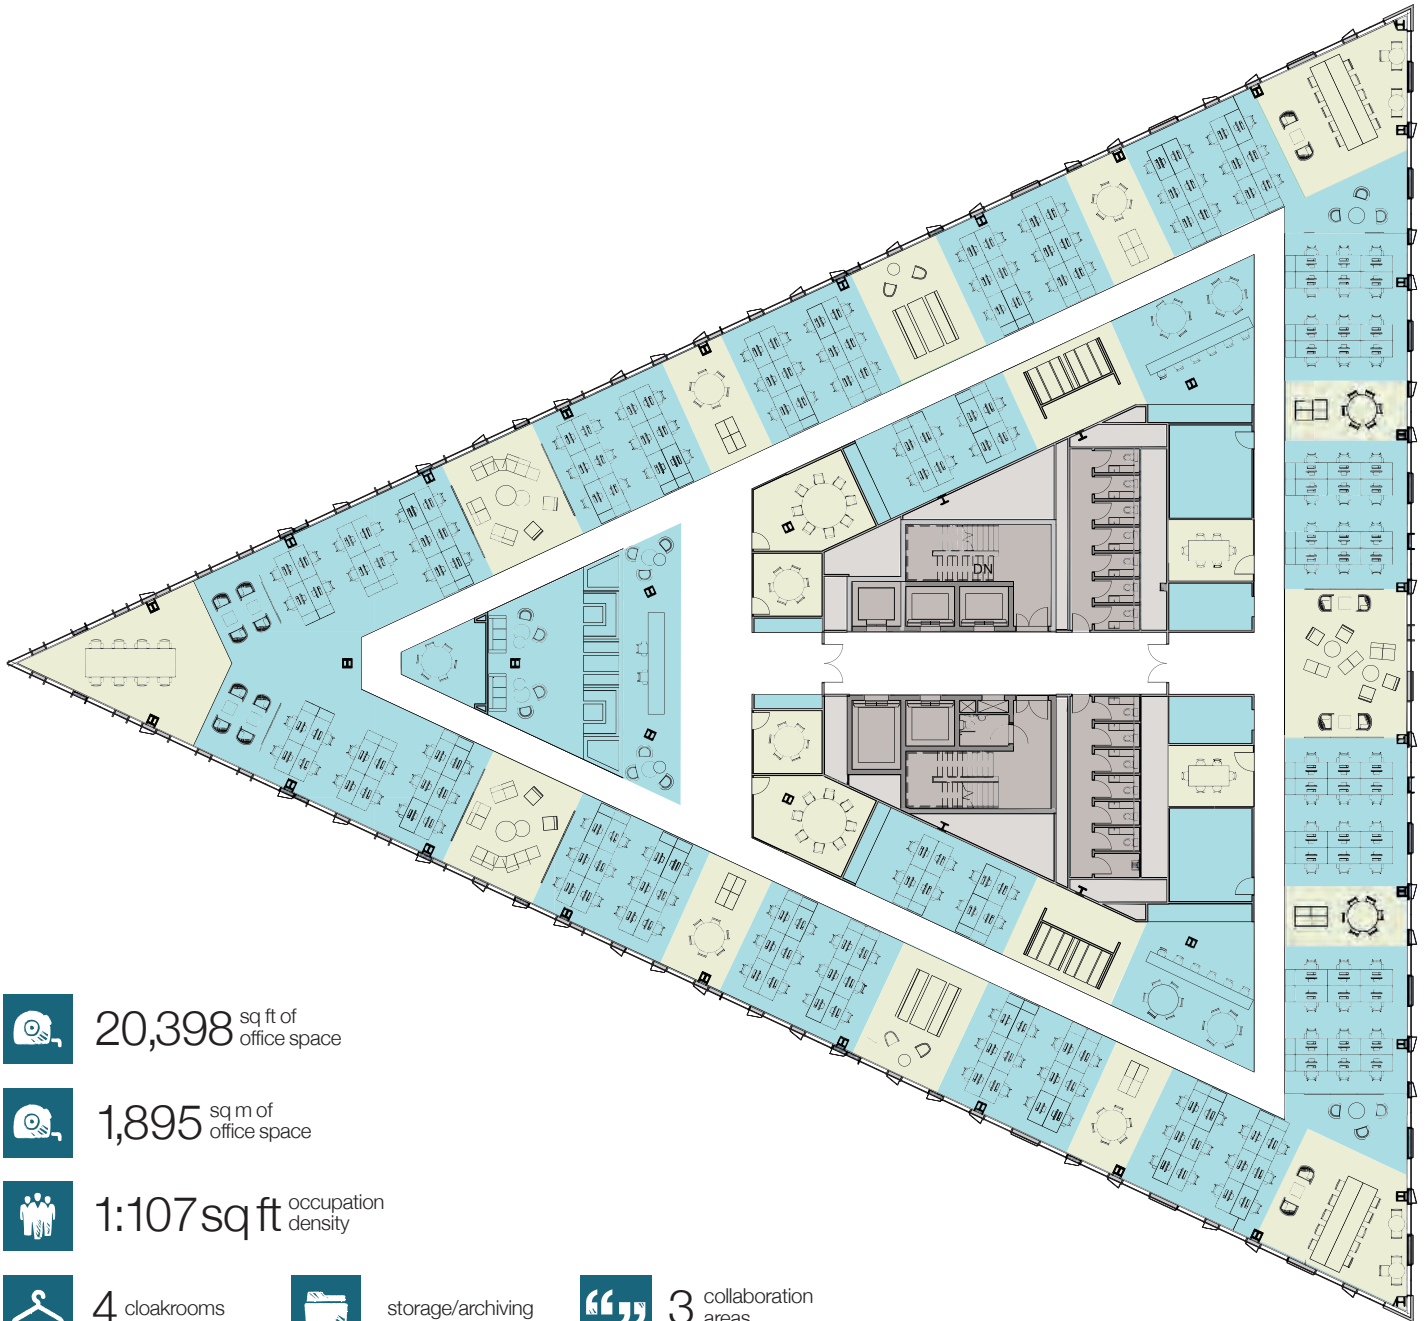 DN
20,398 sq ft of
office space
1,895 sq m of
office space
1:107 sq ft occupation
density
4 cloakrooms
storage/archiving
3 collaboration
areas